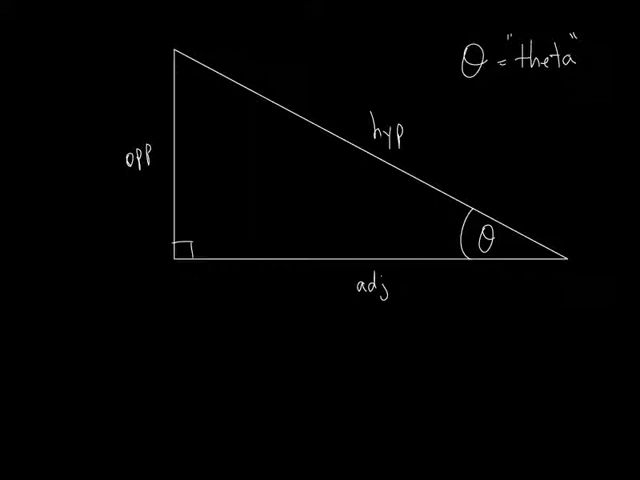 θ = "theta"
hyp
opp
θ
adj